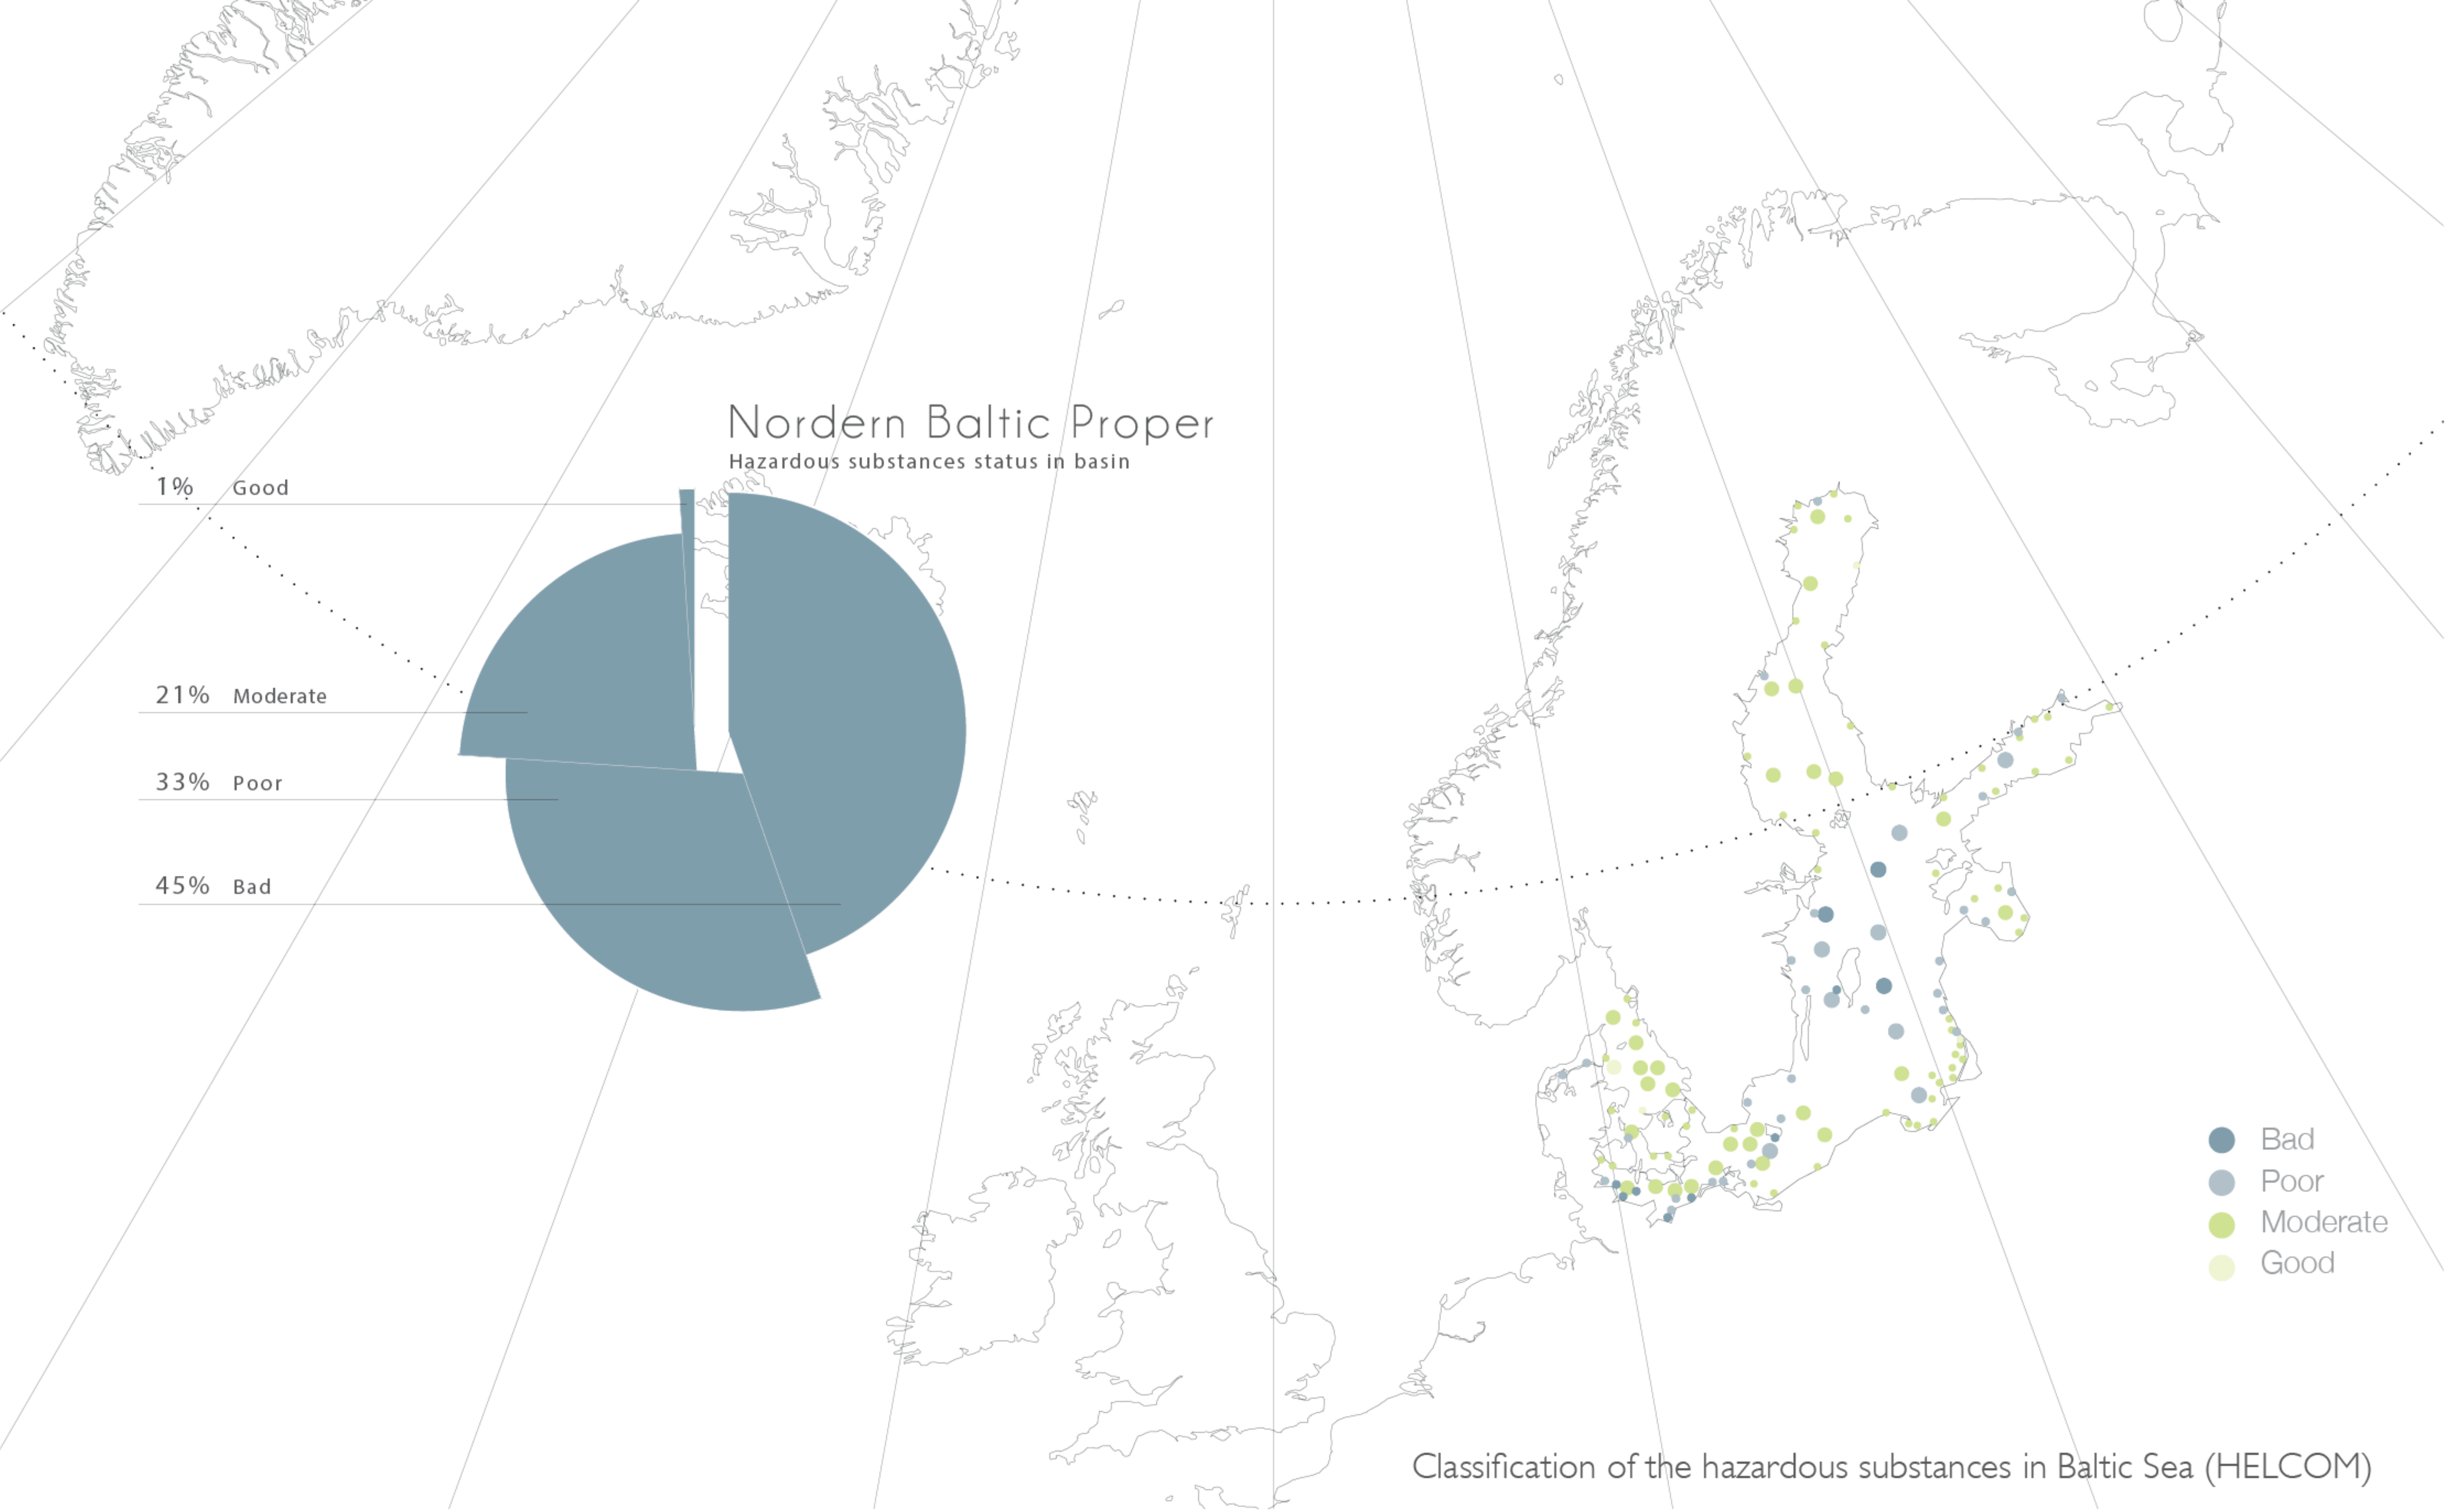 Nordern Baltic Proper
Hazardous substances status in basin
1% Good
21% Moderate
33% Poor
45% Bad
Bad
Poor
Moderate
Good
Classification of the hazardous substances in Baltic Sea (HELCOM)